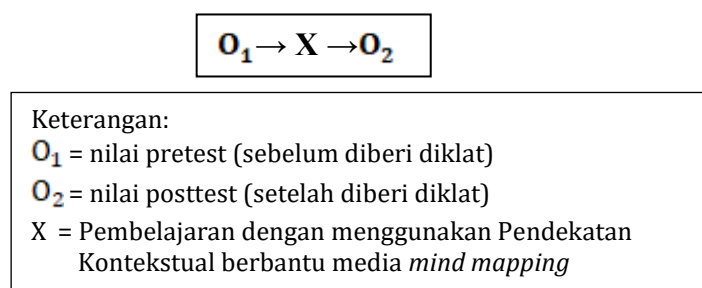 O₁→ X →O₂
Keterangan:
O₁ = nilai pretest (sebelum diberi diklat)
O₂ = nilai posttest (setelah diberi diklat)
X = Pembelajaran dengan menggunakan Pendekatan
Kontekstual berbantu media mind mapping